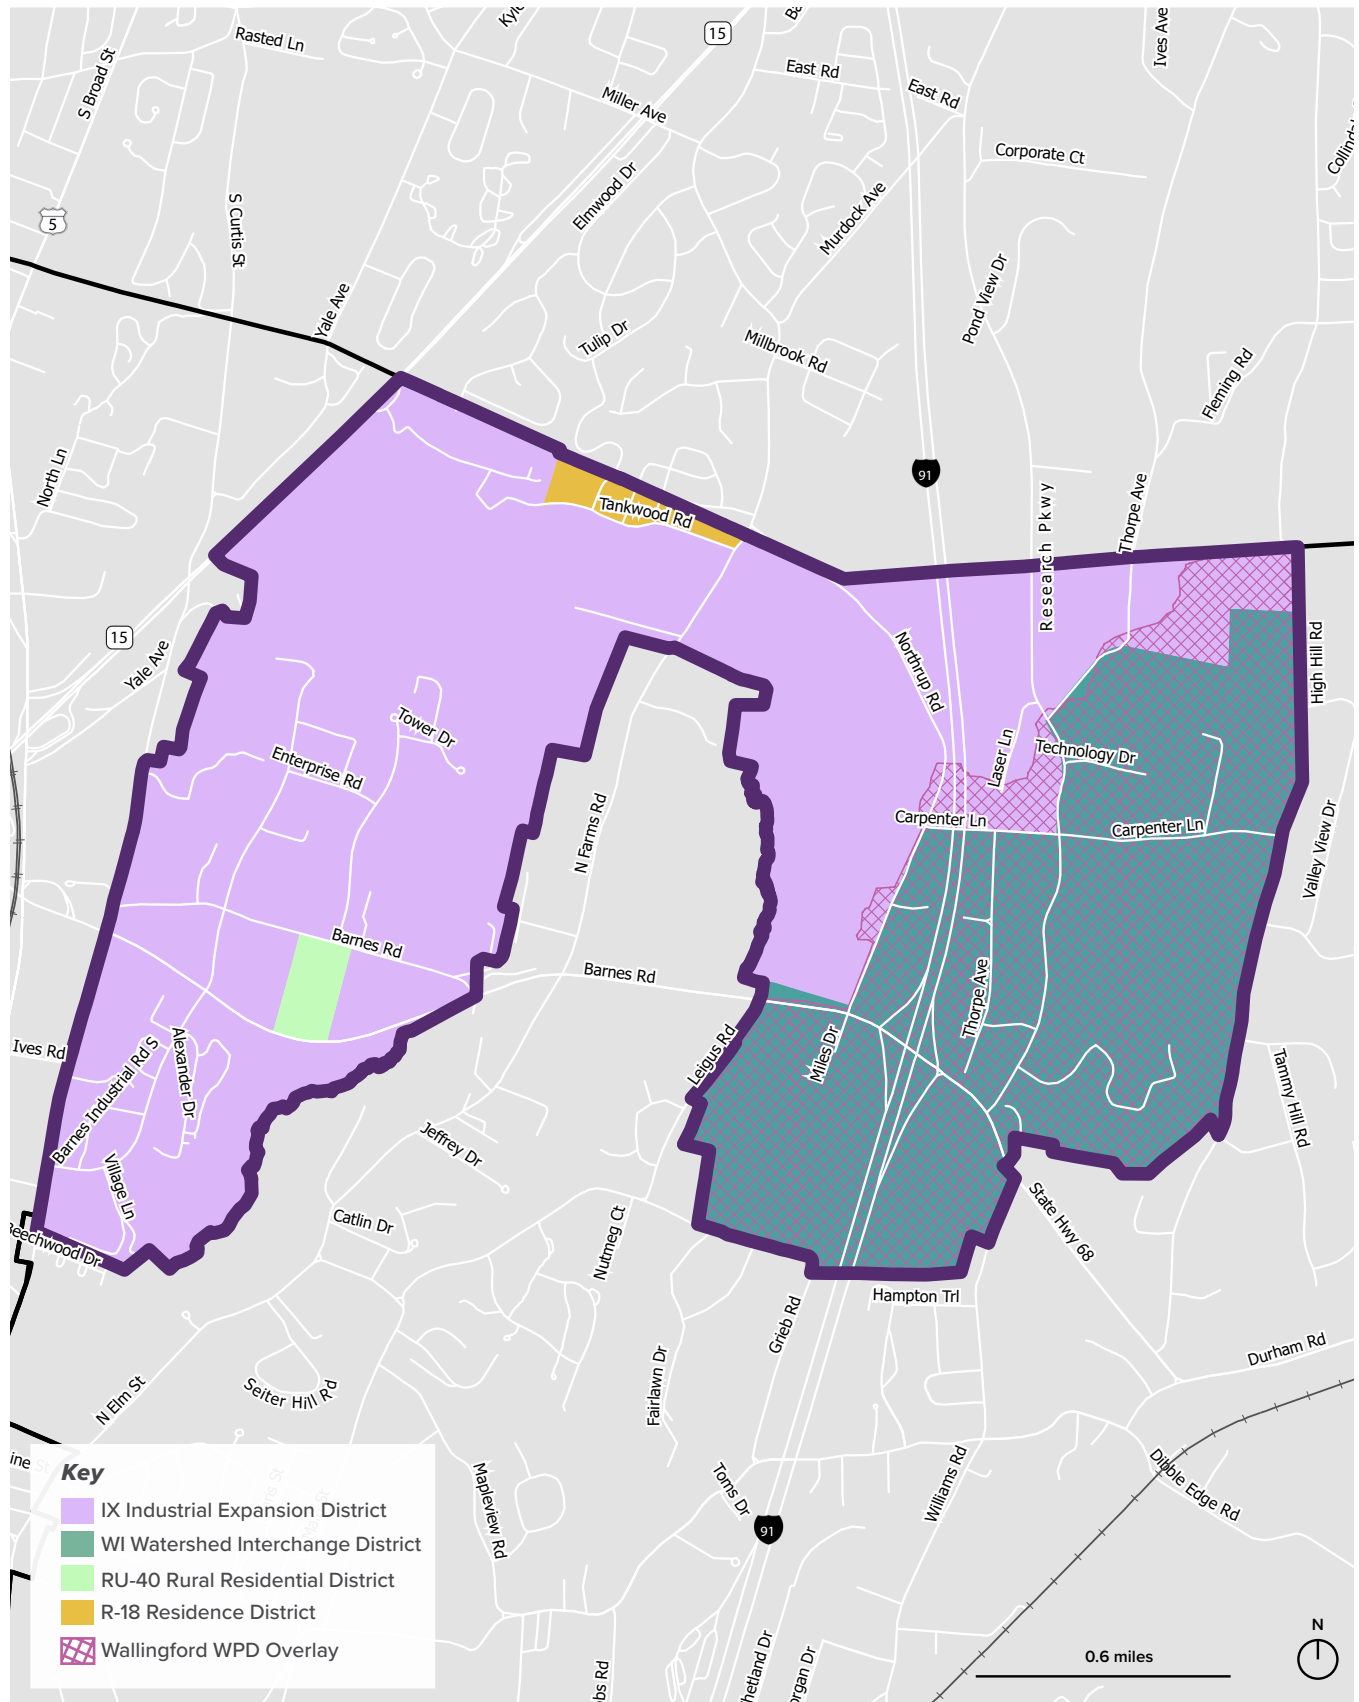 Rasted Ln
15
East Rd
Ives Ave
S Broad St
Miller Ave
East Rd
Corporate Ct
Elmwood Dr
Murdock Ave
5
S Curtis St
Pond View Dr
Yale Ave
Tulip Dr
Millbrook Rd
Fleming Rd
North Ln
91
Tankwood Rd
Research Pkwy
Thorpe Ave
15
Yale Ave
Northrup Rd
High Hill Rd
Tower Dr
Enterprise Rd
Laser Ln
Technology Dr
N Farms Rd
Carpenter Ln
Carpenter Ln
Valley View Dr
Barnes Rd
Barnes Rd
Thorpe Ave
Ives Rd
Barnes Industrial Rd S
Alexander Dr
Leigus Rd
Miles Dr
Tammy Hill Rd
Jeffrey Dr
Village Ln
Catlin Dr
Beechwood Dr
Nutmeg Ct
State Hwy 68
Hampton Trl
Grieb Rd
Durham Rd
N Elm St
Seiter Hill Rd
Fairlawn Dr
Mapleview Rd
Toms Dr
Williams Rd
Dibble Edge Rd
91
Key
IX Industrial Expansion District
WI Watershed Interchange District
RU-40 Rural Residential District
R-18 Residence District
Wallingford WPD Overlay
N
0.6 miles